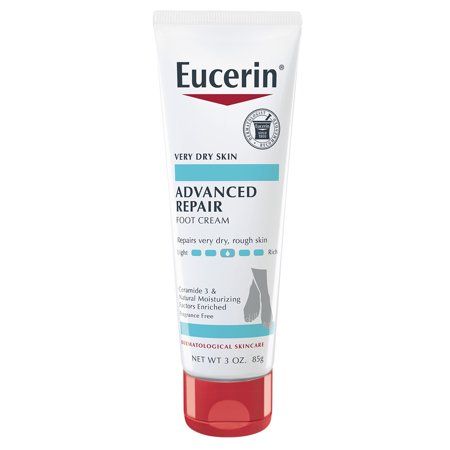 Eucerin®
VERY DRY SKIN
ADVANCED
REPAIR
FOOT CREAM
Repairs very dry, rough skin
Light
Rich
Ceramide 3 &
Natural Moisturizing
Factors Enriched
Fragrance Free
DERMATOLOGICAL SKINCARE
NET WT 3 OZ. 85g